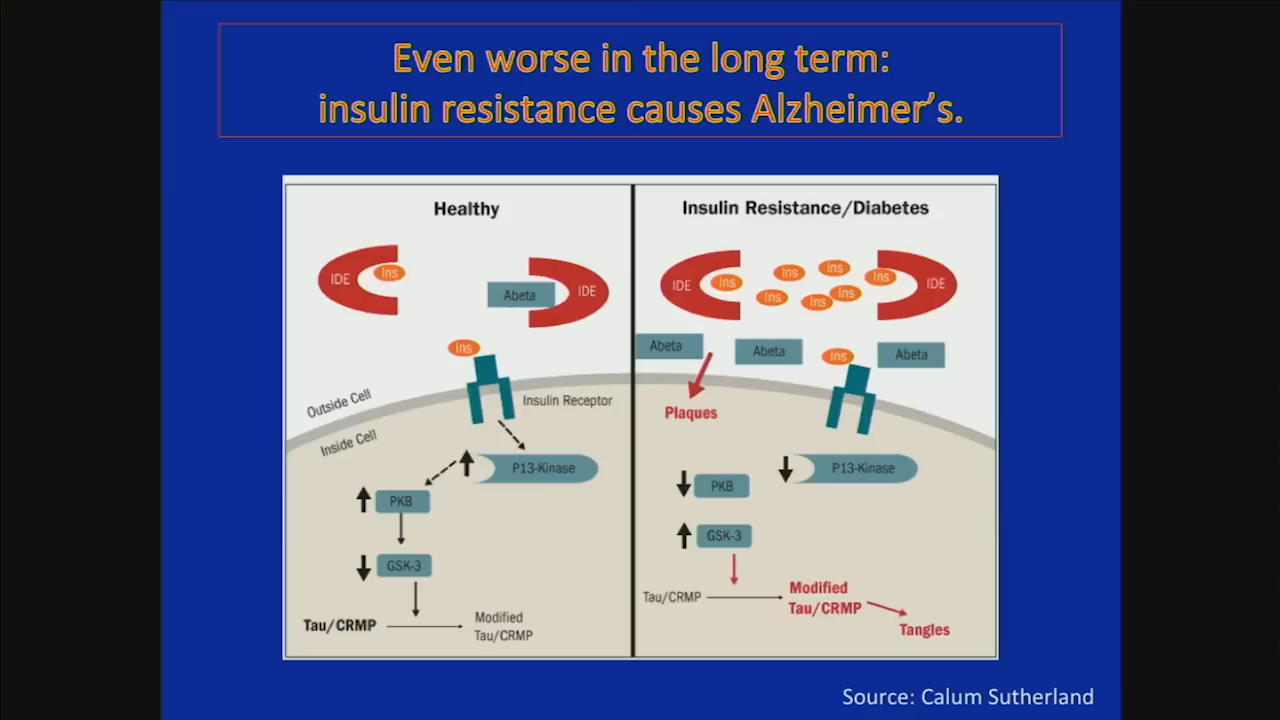 Even worse in the long term:
insulin resistance causes Alzheimer's.
Healthy
IDE
Ins
Abeta
IDE
Ins
Outside Cell
Inside Cell
Insulin Receptor
P13-Kinase
PKB
GSK-3
Tau/CRMP
Modified
Tau/CRMP
Insulin Resistance/Diabetes
IDE
Ins
Ins
Ins
Ins
Ins
Ins
Ins
IDE
Abeta
Abeta
Ins
Abeta
Plaques
P13-Kinase
PKB
GSK-3
Tau/CRMP
Modified
Tau/CRMP
Tangles
Source: Calum Sutherland